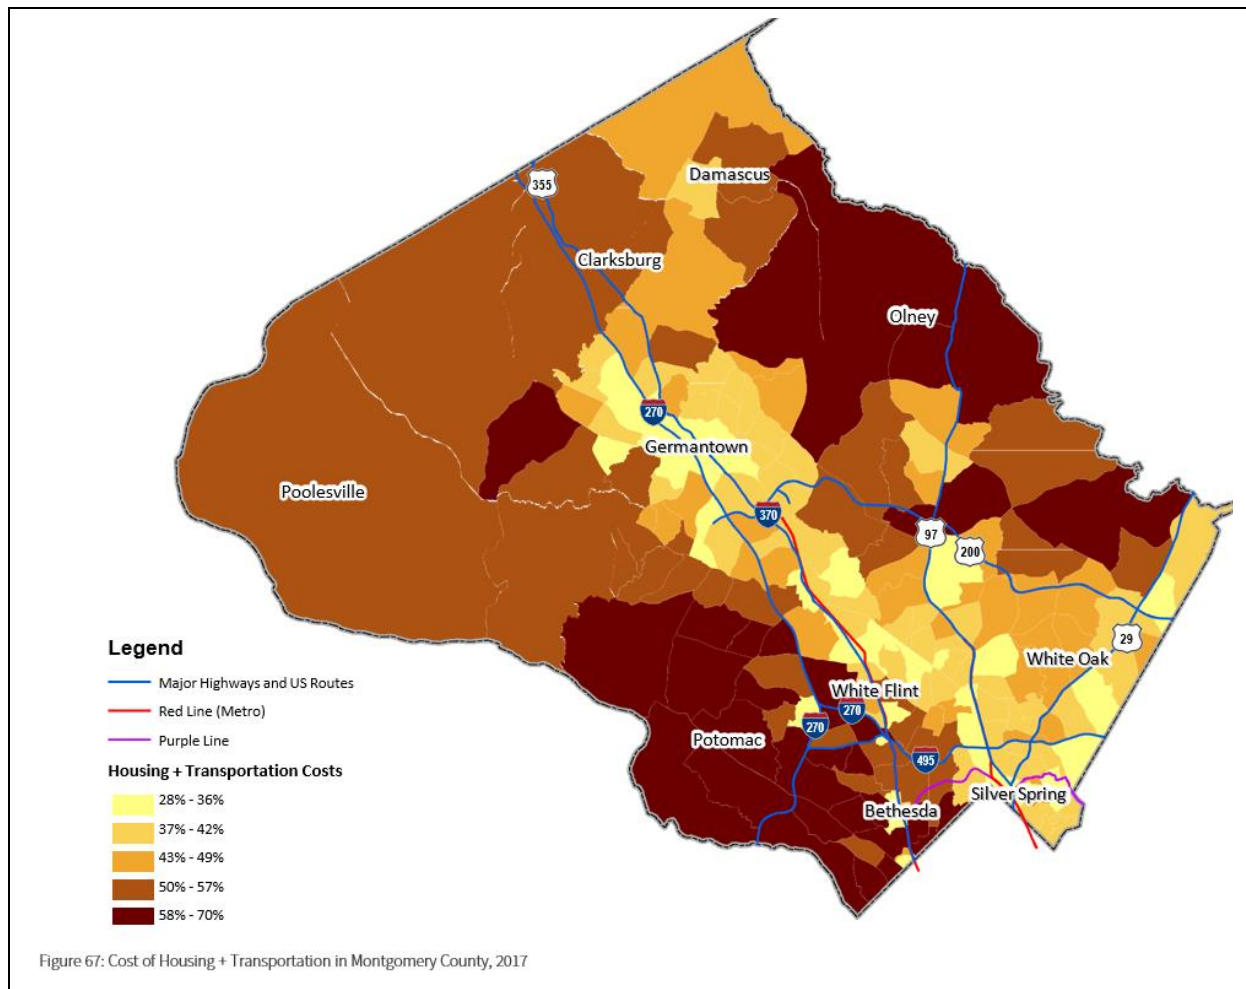 355
Damascus
Clarksburg
Olney
270
Germantown
Poolesville
370
97
200
29
White Oak
White Flint
270
270
Potomac
495
Silver Spring
Bethesda
Legend
Major Highways and US Routes
Red Line (Metro)
Purple Line
Housing + Transportation Costs
28% - 36%
37% - 42%
43% - 49%
50% - 57%
58% - 70%
Figure 67: Cost of Housing + Transportation in Montgomery County, 2017